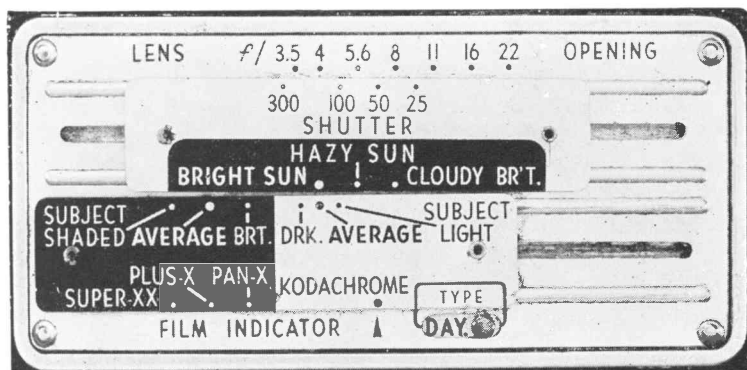 LENS f/ 3.5 4 5.6 8 11 16 22 OPENING
300 100 50 25
SHUTTER
HAZY SUN
BRIGHT SUN CLOUDY BR'T.
SUBJECT SUBJECT
SHADED AVERAGE BRT. DRK. AVERAGE LIGHT
PLUS-X PAN-X KODACHROME TYPE
SUPER-XX DAY.
FILM INDICATOR